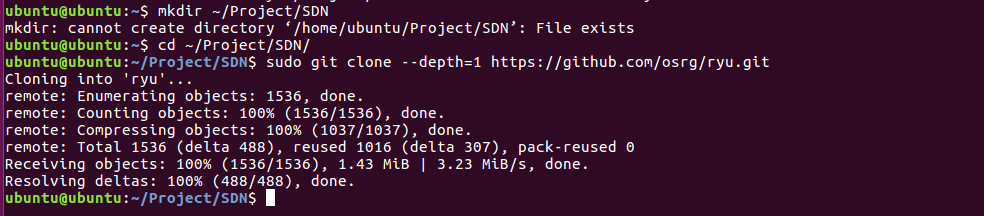 ubuntu@ubuntu:~$ mkdir ~/Project/SDN
mkdir: cannot create directory ‘/home/ubuntu/Project/SDN’: File exists
ubuntu@ubuntu:~$ cd ~/Project/SDN/
ubuntu@ubuntu:~/Project/SDN$ sudo git clone --depth=1 https://github.com/osrg/ryu.git
Cloning into 'ryu'...
remote: Enumerating objects: 1536, done.
remote: Counting objects: 100% (1536/1536), done.
remote: Compressing objects: 100% (1037/1037), done.
remote: Total 1536 (delta 488), reused 1016 (delta 307), pack-reused 0
Receiving objects: 100% (1536/1536), 1.43 MiB | 3.23 MiB/s, done.
Resolving deltas: 100% (488/488), done.
ubuntu@ubuntu:~/Project/SDN$